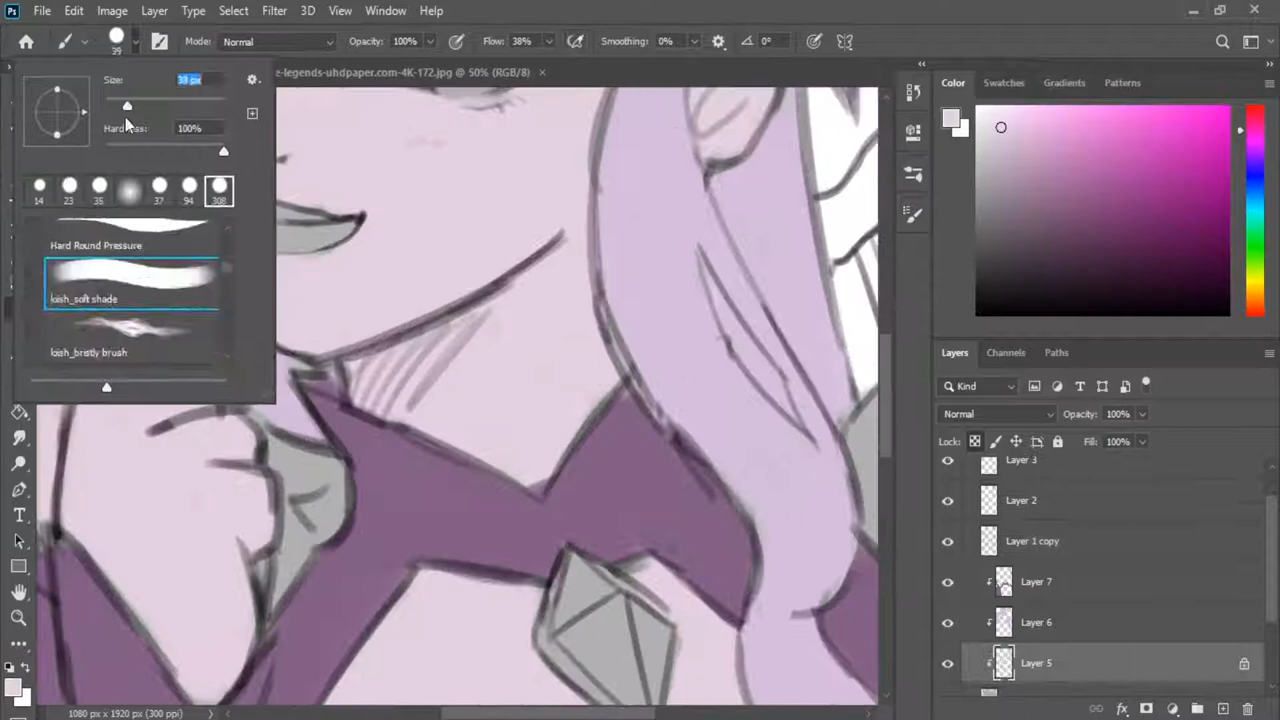 Ps File Edit Image Layer Type Select Filter 3D View Window Help
39 Mode: Normal Opacity: 100% Flow: 38% Smoothing: 0% 0°
e-legends-uhdpaper.com-4K-172.jpg @ 50% (RGB/8)
Size: 39 px
Hardness: 100%
14 23 35 37 94 308
Hard Round Pressure
loish_soft shade
loish_bristly brush
Color Swatches Gradients Patterns
Layers Channels Paths
Kind
Normal Opacity: 100%
Lock: Fill: 100%
Layer 3
Layer 2
Layer 1 copy
Layer 7
Layer 6
Layer 5
1080 px x 1920 px (300 ppi)